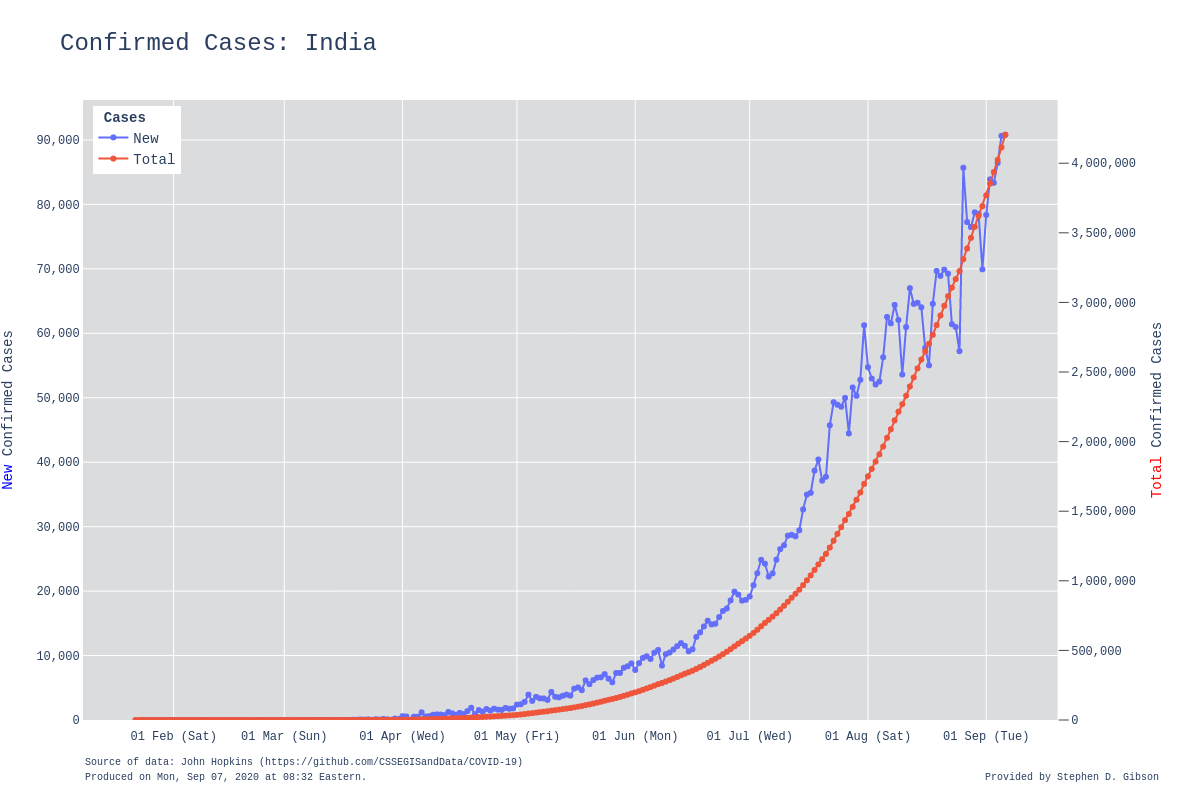 Confirmed Cases: India
Cases
New
Total
90,000
80,000
70,000
60,000
50,000
40,000
30,000
20,000
10,000
0
New Confirmed Cases
4,000,000
3,500,000
3,000,000
2,500,000
2,000,000
1,500,000
1,000,000
500,000
0
Total Confirmed Cases
01 Feb (Sat) 01 Mar (Sun) 01 Apr (Wed) 01 May (Fri) 01 Jun (Mon) 01 Jul (Wed) 01 Aug (Sat) 01 Sep (Tue)
Source of data: John Hopkins (https://github.com/CSSEGISandData/COVID-19)
Produced on Mon, Sep 07, 2020 at 08:32 Eastern.
Provided by Stephen D. Gibson